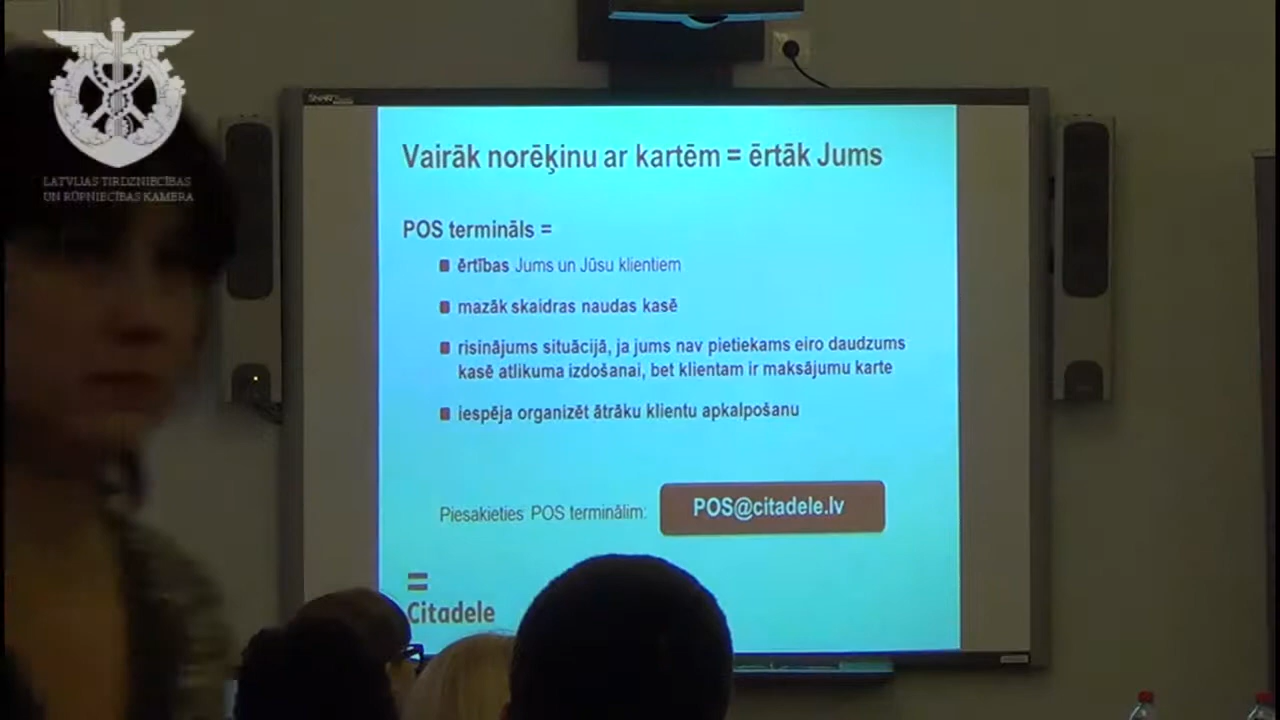 LATVIJAS TIRDZNIECĪBAS
UN RŪPNIECĪBAS KAMERA
SMART
Vairāk norēķinu ar kartēm = ērtāk Jums
POS termināls =
ērtības Jums un Jūsu klientiem
mazāk skaidras naudas kasē
risinājums situācijā, ja jums nav pietiekams eiro daudzums
kasē atlikuma izdošanai, bet klientam ir maksājumu karte
iespēja organizēt ātrāku klientu apkalpošanu
Piesakieties POS terminālim:
POS@citadele.lv
Citadele